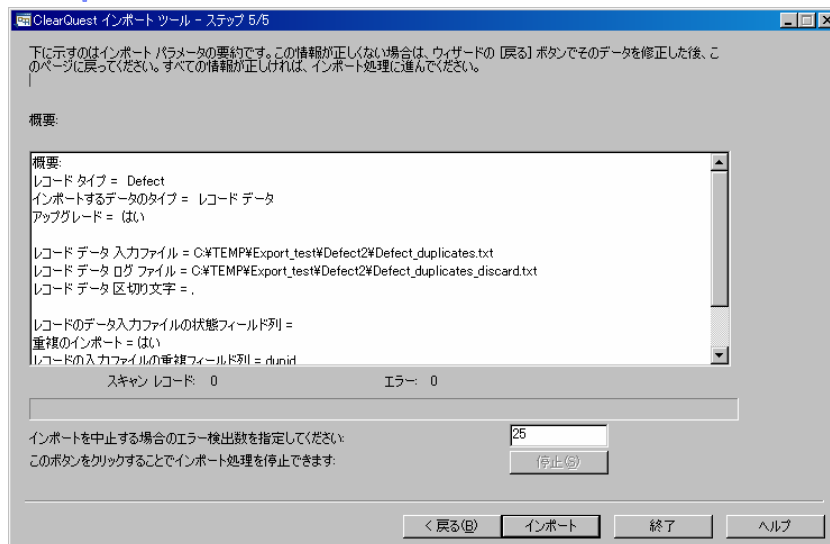 ClearQuest インポート ツール - ステップ 5/5
下に示すのはインポート パラメータの要約です。この情報が正しくない場合は、ウィザードの [戻る] ボタンでそのデータを修正した後、こ
のページに戻ってください。すべての情報が正しければ、インポート処理に進んでください。
概要:
概要:
レコード タイプ = Defect
インポートするデータのタイプ = レコード データ
アップグレード = はい
レコード データ 入力ファイル = C:¥TEMP¥Export_test¥Defect2¥Defect_duplicates.txt
レコード データ ログ ファイル = C:¥TEMP¥Export_test¥Defect2¥Defect_duplicates_discard.txt
レコード データ 区切り文字 = ,
レコードのデータ入力ファイルの状態フィールド列 =
重複のインポート = はい
レコードの入力ファイルの重複フィールド列 = dupid
スキャン レコード: 0 エラー: 0
インポートを中止する場合のエラー検出数を指定してください: 25
このボタンをクリックすることでインポート処理を停止できます: 停止(S)
< 戻る(B) インポート 終了 ヘルプ